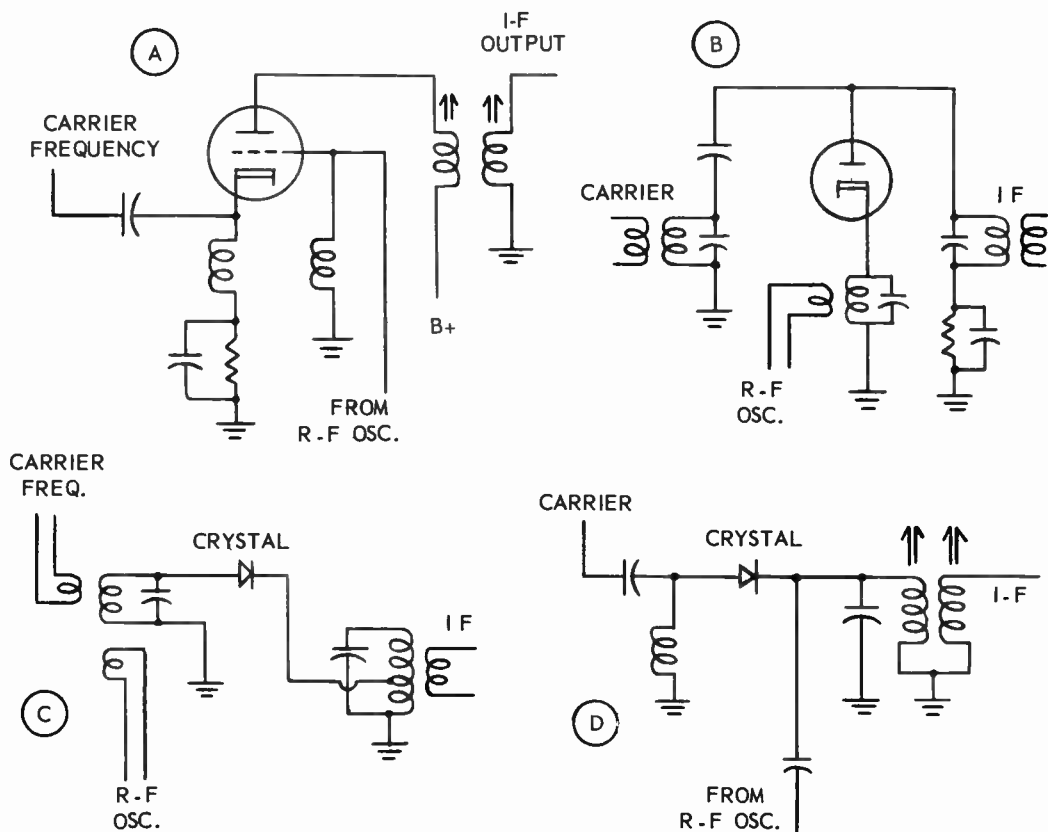 A
CARRIER
FREQUENCY
I-F
OUTPUT
B+
FROM
R-F OSC.
B
CARRIER
I F
R-F
OSC.
CARRIER
FREQ.
CRYSTAL
I F
C
R-F
OSC.
CARRIER
CRYSTAL
I-F
D
FROM
R-F OSC.